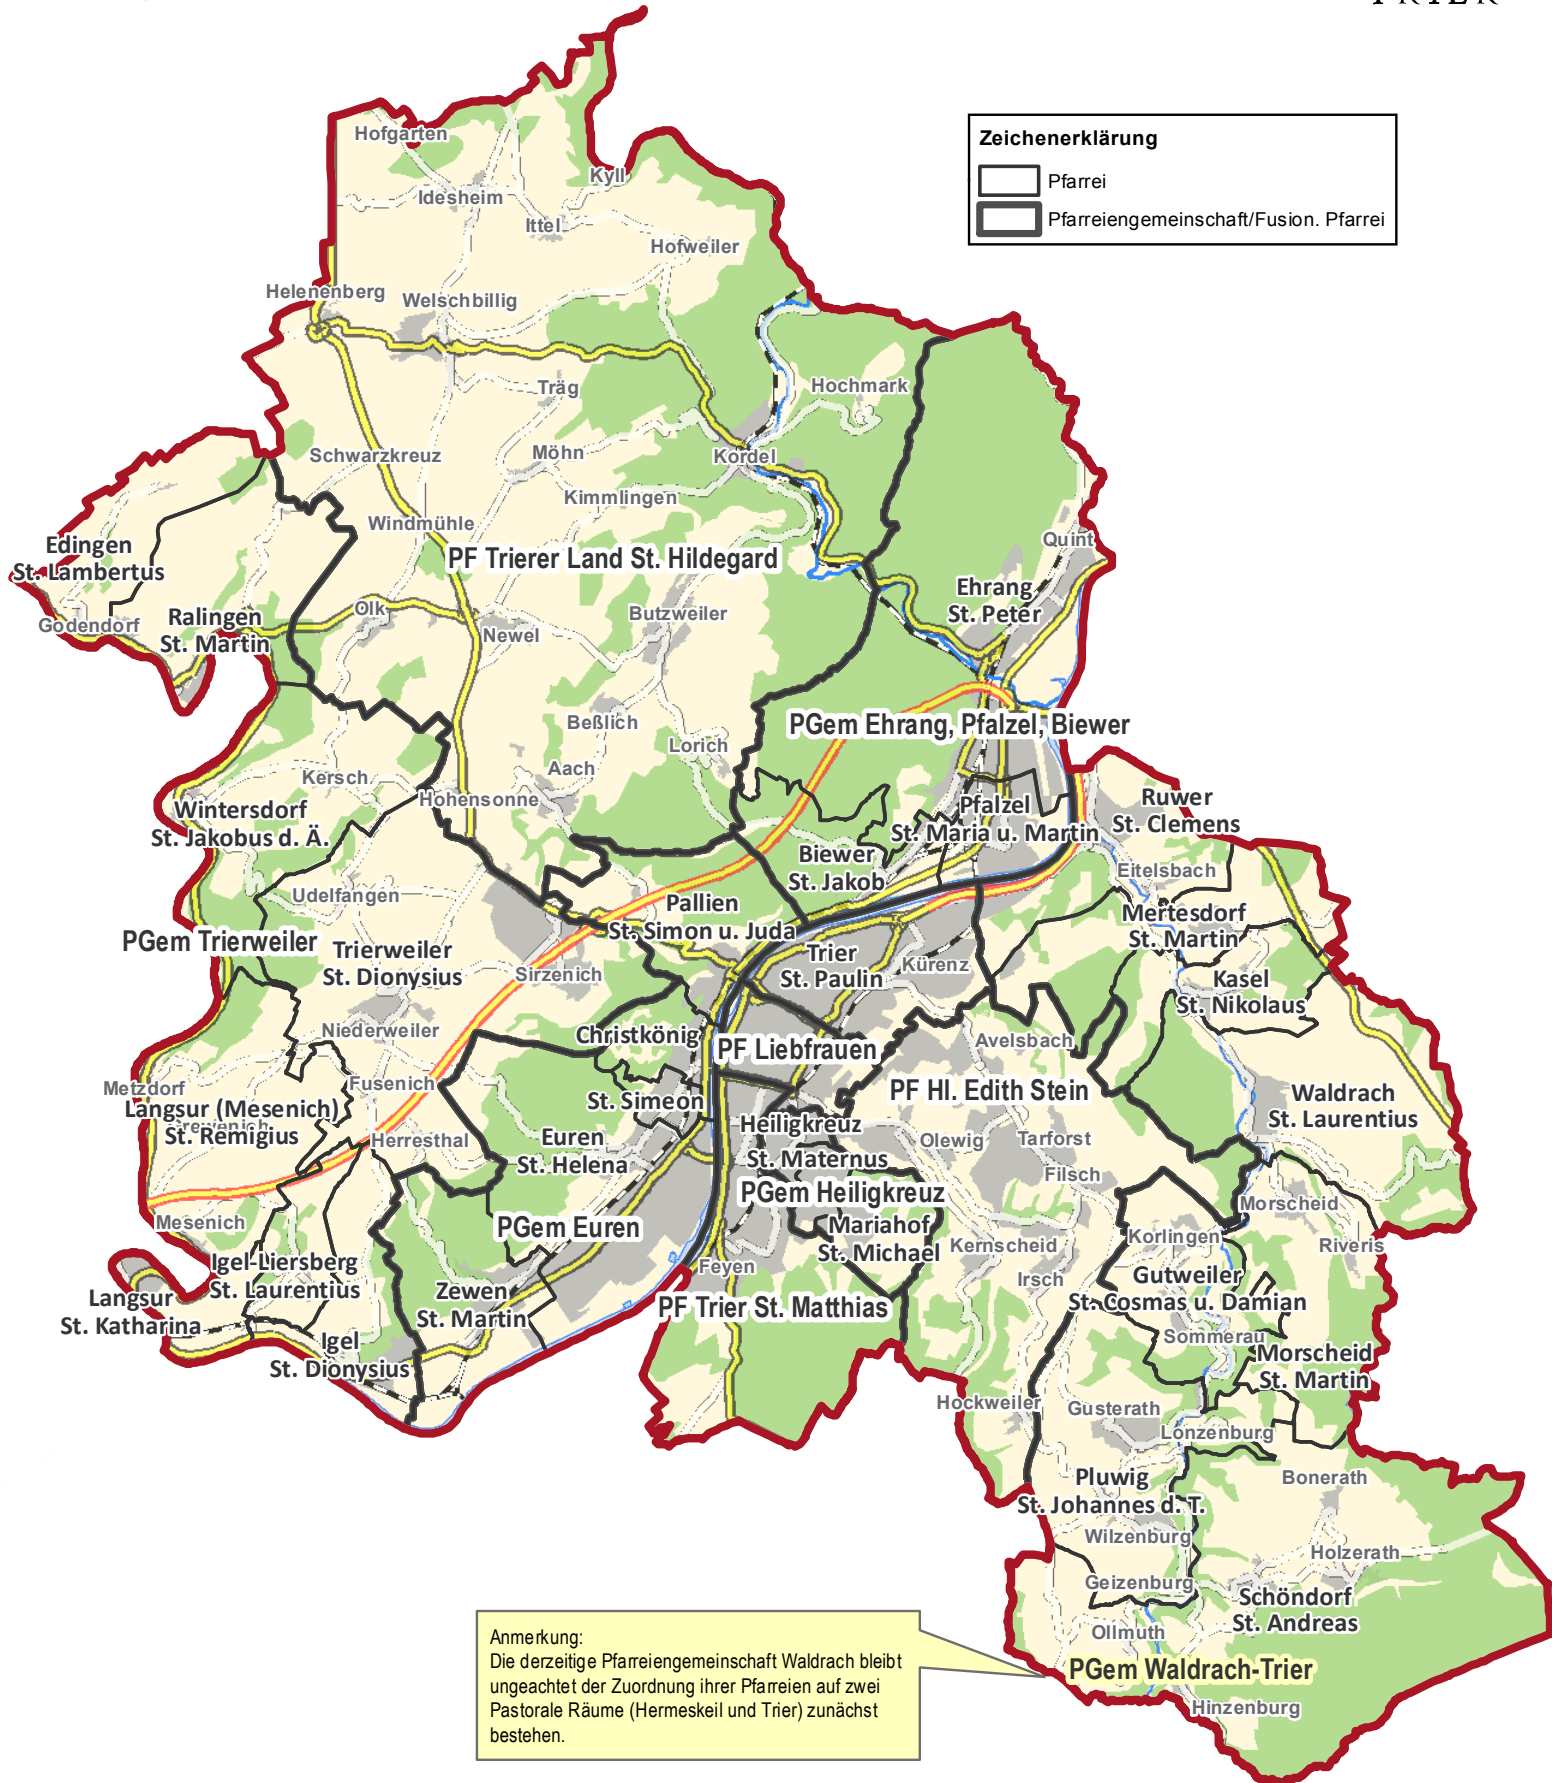 TRIER
Zeichenerklärung
Pfarrei
Pfarreiengemeinschaft/Fusion. Pfarrei
Hofgarten
Kyll
Idesheim
Ittel
Hofweiler
Helenenberg
Welschbillig
Träg
Hochmark
Schwarzkreuz
Möhn
Kordel
Kimmlingen
Windmühle
Quint
Edingen
St. Lambertus
PF Trierer Land St. Hildegard
Ehrang
St. Peter
Godendorf
Ralingen
St. Martin
Olk
Newel
Butzweiler
Beßlich
Lorich
PGem Ehrang, Pfalzel, Biewer
Kersch
Aach
Hohensonne
Wintersdorf
St. Jakobus d. Ä.
Pfalzel
St. Maria u. Martin
Ruwer
St. Clemens
Biewer
St. Jakob
Eitelsbach
Udelfangen
Pallien
St. Simon u. Juda
Mertesdorf
St. Martin
PGem Trierweiler
Trierweiler
St. Dionysius
Sirzenich
Trier
St. Paulin
Kürenz
Kasel
St. Nikolaus
Niederweiler
Christkönig
PF Liebfrauen
Avelsbach
Metzdorf
Fusenich
PF Hl. Edith Stein
Waldrach
St. Laurentius
Langsur (Mesenich)
St. Remigius
St. Simeon
Herresthal
Euren
St. Helena
Heiligkreuz
St. Maternus
Olewig
Tarforst
Filsch
PGem Heiligkreuz
Mesenich
PGem Euren
Mariahof
St. Michael
Kernscheid
Morscheid
Korlingen
Riveris
Igel-Liersberg
St. Laurentius
Feyen
Irsch
Gutweiler
St. Cosmas u. Damian
Langsur
St. Katharina
Zewen
St. Martin
PF Trier St. Matthias
Sommerau
Igel
St. Dionysius
Morscheid
St. Martin
Hockweiler
Gusterath
Lonzenburg
Pluwig
St. Johannes d. T.
Bonerath
Wilzenburg
Holzerath
Geizenburg
Schöndorf
St. Andreas
Ollmuth
PGem Waldrach-Trier
Hinzenburg
Anmerkung:
Die derzeitige Pfarreiengemeinschaft Waldrach bleibt
ungeachtet der Zuordnung ihrer Pfarreien auf zwei
Pastorale Räume (Hermeskeil und Trier) zunächst
bestehen.